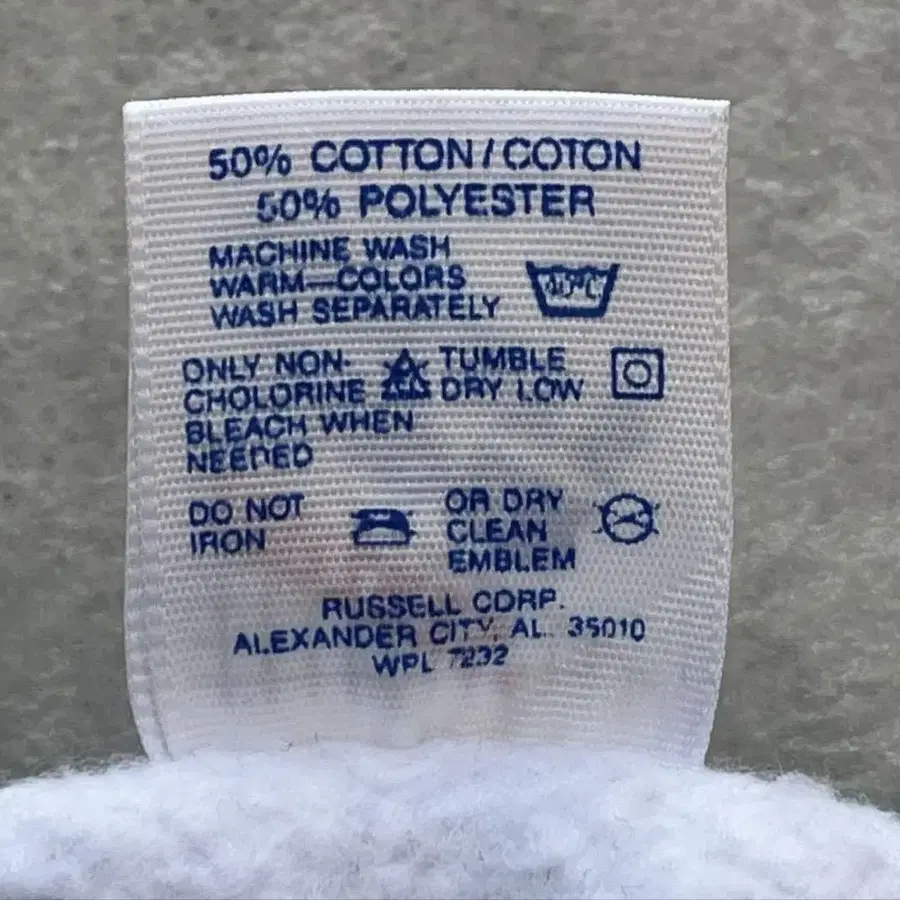 50% COTTON / COTON
50% POLYESTER
MACHINE WASH
WARM—COLORS
WASH SEPARATELY
ONLY NON-
CHOLORINE
BLEACH WHEN
NEEDED
TUMBLE
DRY LOW
DO NOT
IRON
OR DRY
CLEAN
EMBLEM
RUSSELL CORP.
ALEXANDER CITY, AL. 35010
WPL 7232